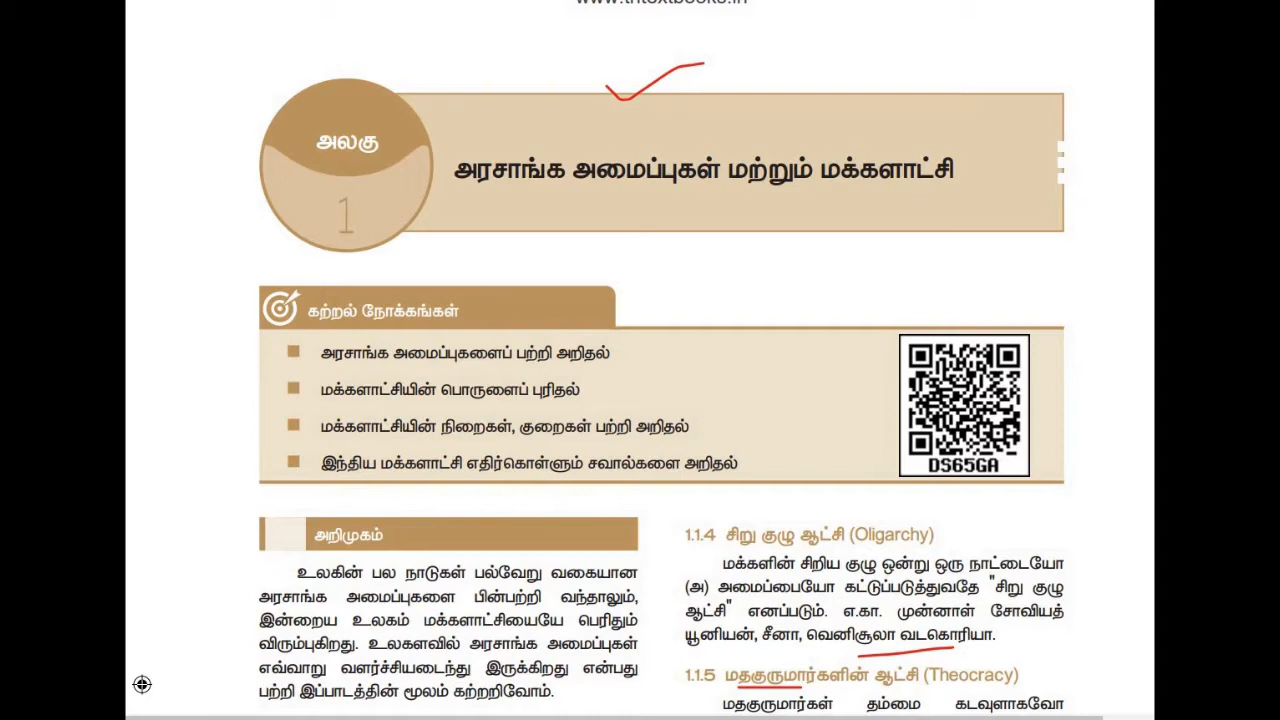 அலகு
1
அரசாங்க அமைப்புகள் மற்றும் மக்களாட்சி
கற்றல் நோக்கங்கள்
அரசாங்க அமைப்புகளைப் பற்றி அறிதல்
மக்களாட்சியின் பொருளைப் புரிதல்
மக்களாட்சியின் நிறைகள், குறைகள் பற்றி அறிதல்
இந்திய மக்களாட்சி எதிர்கொள்ளும் சவால்களை அறிதல்
DS65GA
அறிமுகம்
உலகின் பல நாடுகள் பல்வேறு வகையான
அரசாங்க அமைப்புகளை பின்பற்றி வந்தாலும்,
இன்றைய உலகம் மக்களாட்சியையே பெரிதும்
விரும்புகிறது. உலகளவில் அரசாங்க அமைப்புகள்
எவ்வாறு வளர்ச்சியடைந்து இருக்கிறது என்பது
பற்றி இப்பாடத்தின் மூலம் கற்றறிவோம்.
1.1.4 சிறு குழு ஆட்சி (Oligarchy)
மக்களின் சிறிய குழு ஒன்று ஒரு நாட்டையோ
(அ) அமைப்பையோ கட்டுப்படுத்துவதே "சிறு குழு
ஆட்சி" எனப்படும். எ.கா. முன்னாள் சோவியத்
யூனியன், சீனா, வெனிசூலா வடகொரியா.
1.1.5 மதகுருமார்களின் ஆட்சி (Theocracy)
மதகுருமார்கள் தம்மை கடவுளாகவோ